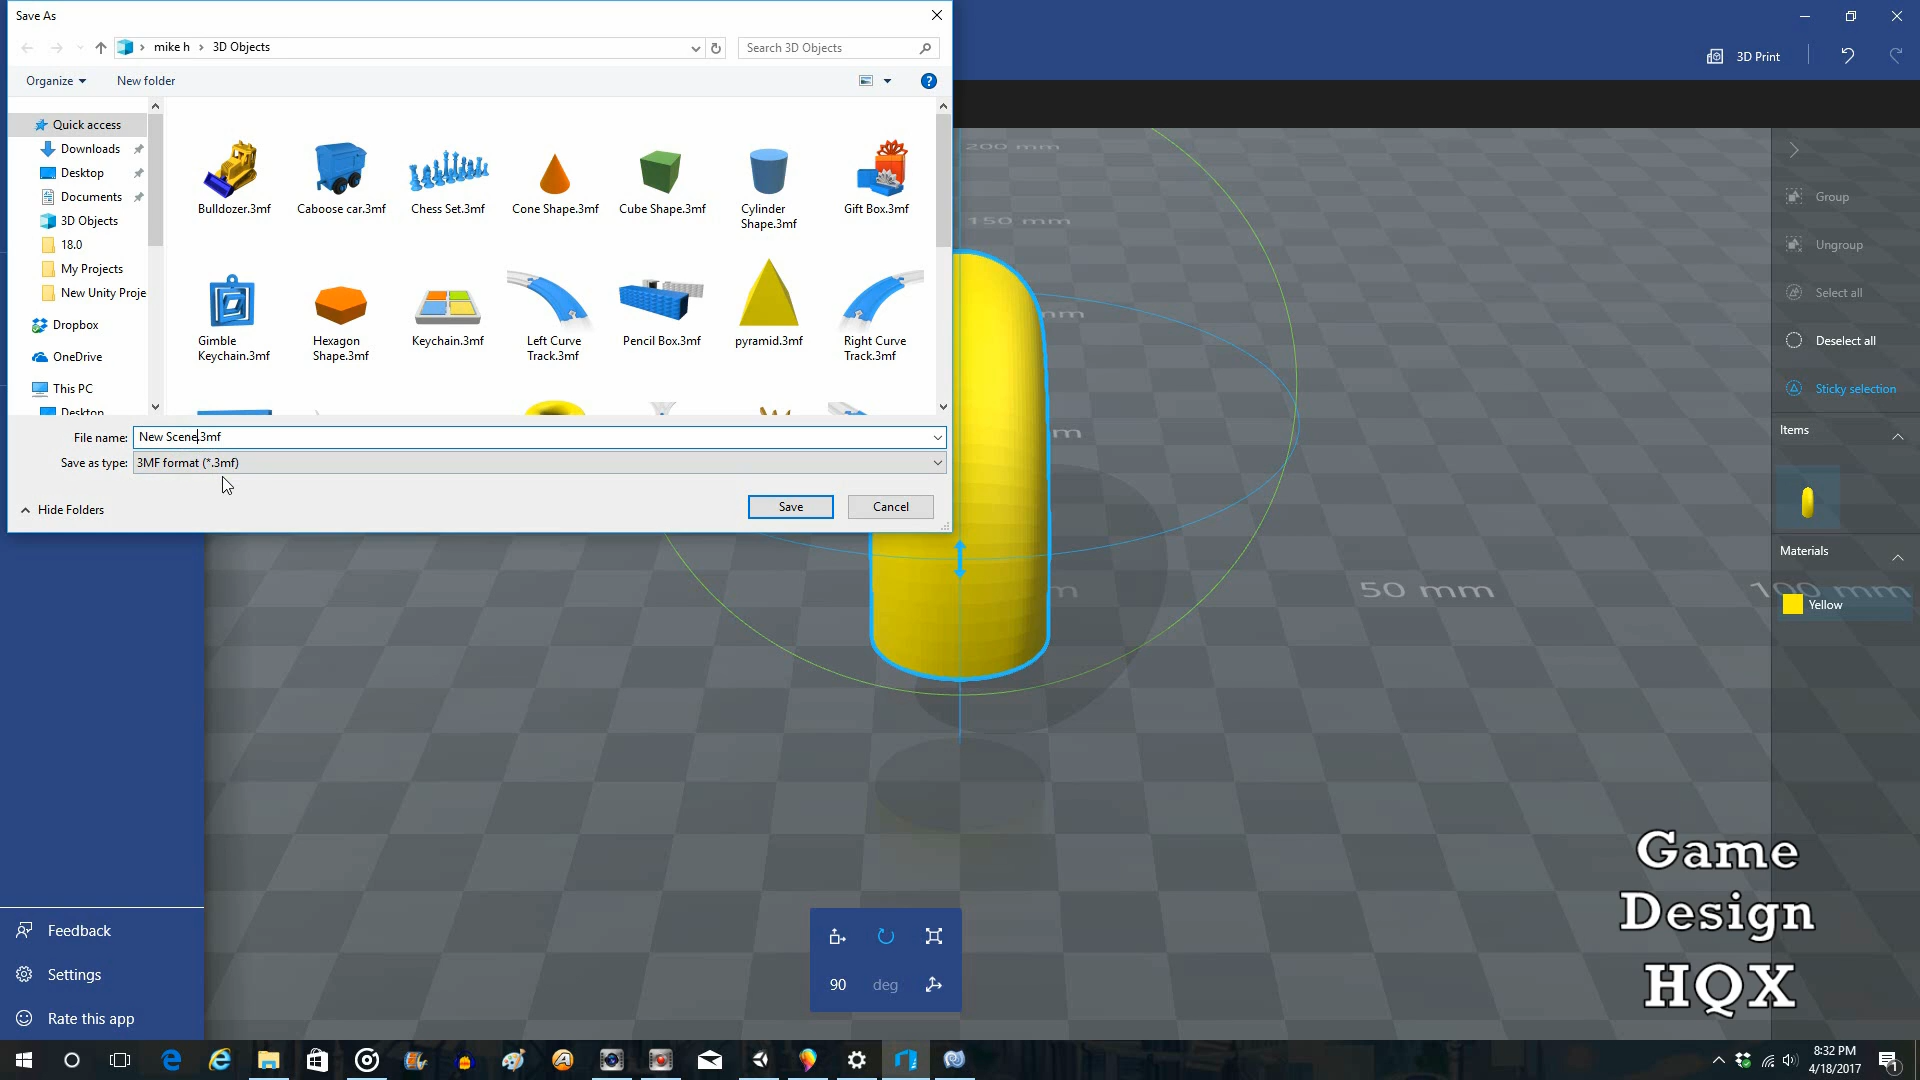 Save As
mike h
3D Objects
Search 3D Objects
Organize
New folder
Quick access
Downloads
Desktop
Documents
3D Objects
18.0
My Projects
New Unity Proje
Dropbox
OneDrive
This PC
Desktop
Bulldozer.3mf
Caboose car.3mf
Chess Set.3mf
Cone Shape.3mf
Cube Shape.3mf
Cylinder
Shape.3mf
Gift Box.3mf
Gimble
Keychain.3mf
Hexagon
Shape.3mf
Keychain.3mf
Left Curve
Track.3mf
Pencil Box.3mf
pyramid.3mf
Right Curve
Track.3mf
File name:
New Scene.3mf
Save as type:
3MF format (*.3mf)
Hide Folders
Save
Cancel
3D Print
200 mm
150 mm
mm
m
m
50 mm
100 mm
Group
Ungroup
Select all
Deselect all
Sticky selection
Items
Materials
Yellow
Feedback
Settings
Rate this app
90
deg
Game
Design
HQX
8:32 PM
4/18/2017
1